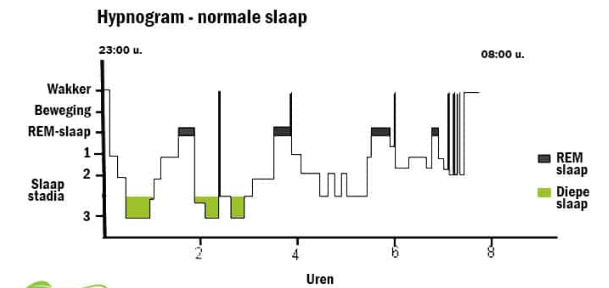 Hypnogram - normale slaap
23:00 u.
08:00 u.
Wakker
Beweging
REM-slaap
1
2
3
Slaap
stadia
REM
slaap
Diepe
slaap
2
4
6
8
Uren